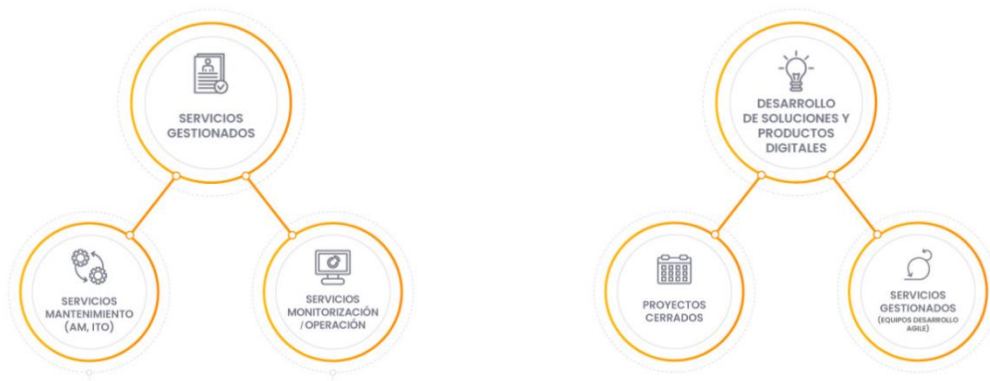 SERVICIOS
GESTIONADOS
SERVICIOS
MANTENIMIENTO
(AM, ITO)
SERVICIOS
MONITORIZACIÓN
/OPERACIÓN
DESARROLLO
DE SOLUCIONES Y
PRODUCTOS
DIGITALES
PROYECTOS
CERRADOS
SERVICIOS
GESTIONADOS
(EQUIPOS DESARROLLO
AGILE)